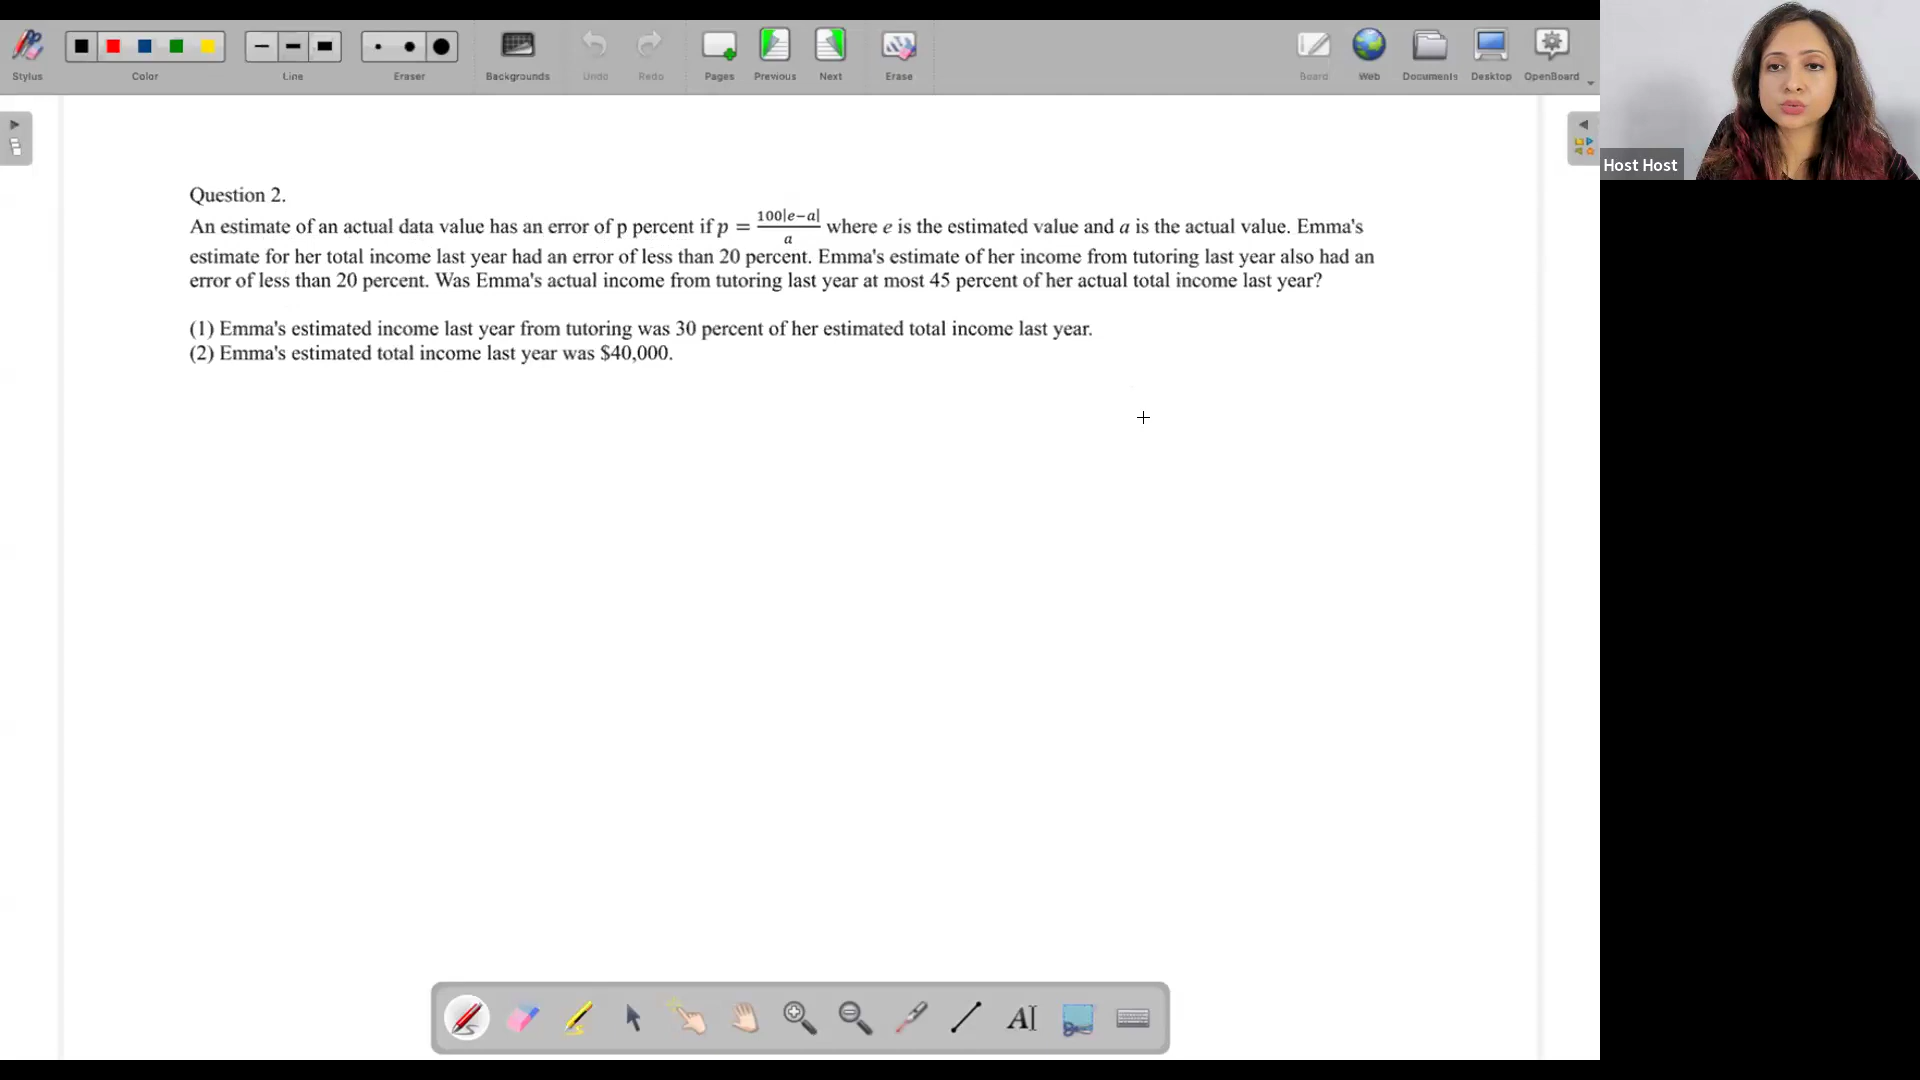 Stylus
Color
Line
Eraser
Backgrounds
Undo
Redo
Pages
Previous
Next
Erase
Board
Web
Documents
Desktop
OpenBoard
Host Host
Question 2.
An estimate of an actual data value has an error of p percent if p = 100|e−a|/a where e is the estimated value and a is the actual value. Emma's
estimate for her total income last year had an error of less than 20 percent. Emma's estimate of her income from tutoring last year also had an
error of less than 20 percent. Was Emma's actual income from tutoring last year at most 45 percent of her actual total income last year?
(1) Emma's estimated income last year from tutoring was 30 percent of her estimated total income last year.
(2) Emma's estimated total income last year was $40,000.
AI